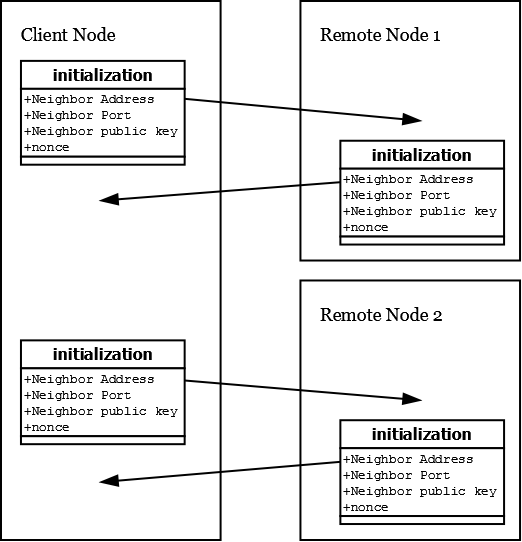 Client Node
initialization
+Neighbor Address
+Neighbor Port
+Neighbor public key
+nonce
Remote Node 1
initialization
+Neighbor Address
+Neighbor Port
+Neighbor public key
+nonce
initialization
+Neighbor Address
+Neighbor Port
+Neighbor public key
+nonce
Remote Node 2
initialization
+Neighbor Address
+Neighbor Port
+Neighbor public key
+nonce